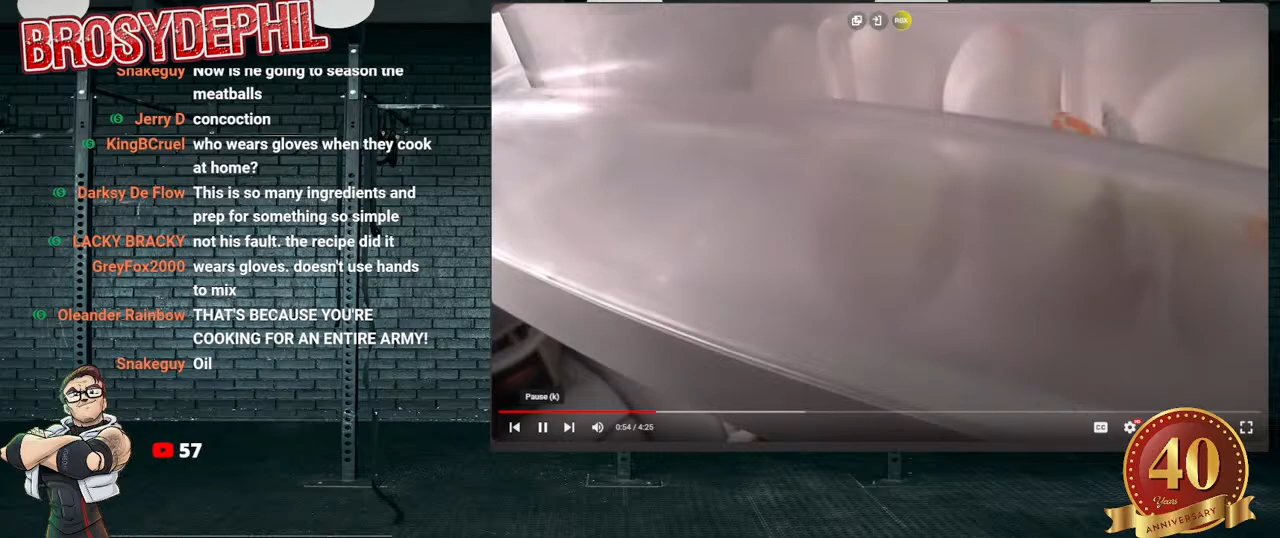 BROSYDEPHIL
Snakeguy Now is he going to season the
meatballs
Jerry D concoction
KingBCruel who wears gloves when they cook
at home?
Darksy De Flow This is so many ingredients and
prep for something so simple
LACKY BRACKY not his fault. the recipe did it
GreyFox2000 wears gloves. doesn't use hands
to mix
Oleander Rainbow THAT'S BECAUSE YOU'RE
COOKING FOR AN ENTIRE ARMY!
Snakeguy Oil
57
Pause (k)
0:54 / 4:25
CC
40
Years
ANNIVERSARY